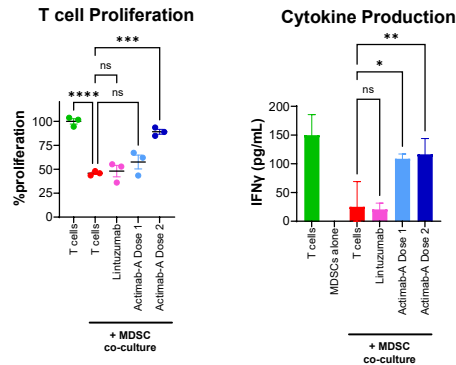 T cell Proliferation
***
ns
**** ns
%proliferation
100
75
50
25
0
T cells
T cells
Lintuzumab
Actimab-A Dose 1
Actimab-A Dose 2
+ MDSC
co-culture
Cytokine Production
**
*
ns
IFNγ (pg/mL)
200
150
100
50
0
T cells
MDSCs alone
T cells
Lintuzumab
Actimab-A Dose 1
Actimab-A Dose 2
+ MDSC
co-culture